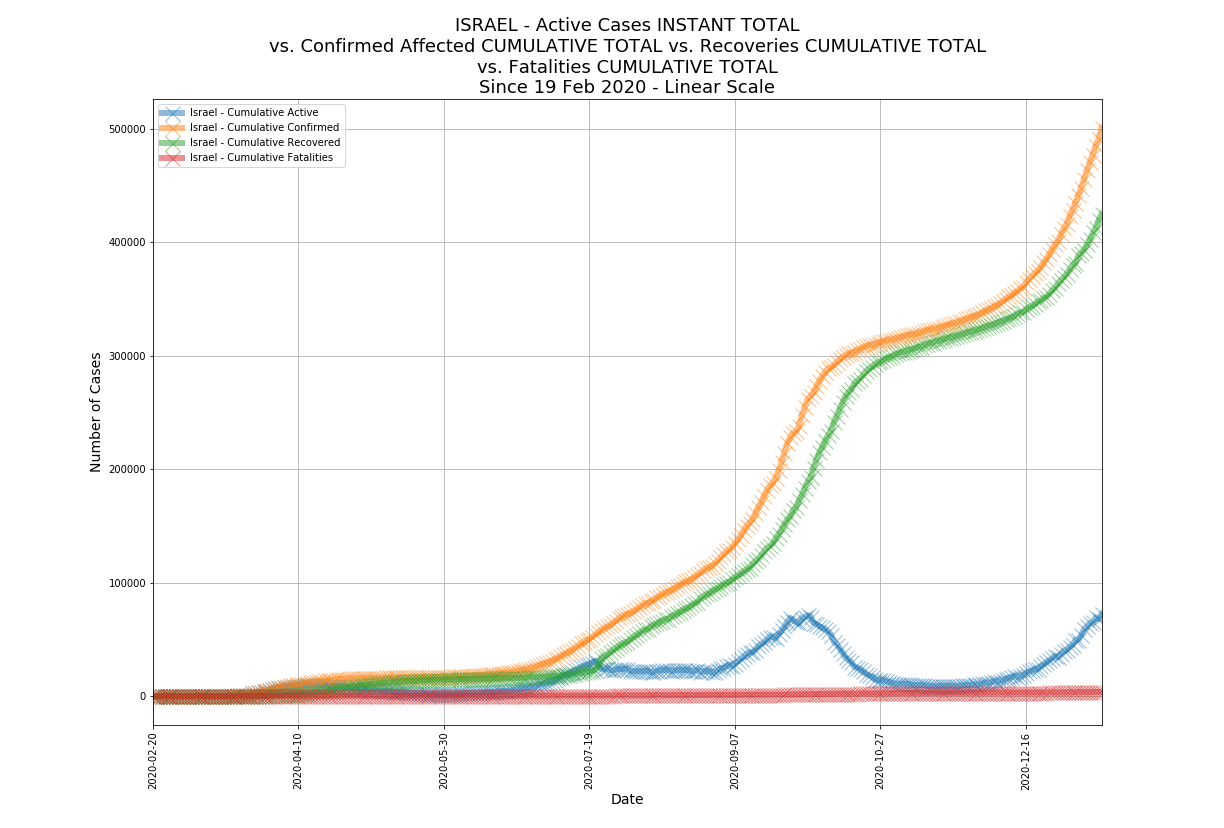 ISRAEL - Active Cases INSTANT TOTAL
vs. Confirmed Affected CUMULATIVE TOTAL vs. Recoveries CUMULATIVE TOTAL
vs. Fatalities CUMULATIVE TOTAL
Since 19 Feb 2020 - Linear Scale
Israel - Cumulative Active
Israel - Cumulative Confirmed
Israel - Cumulative Recovered
Israel - Cumulative Fatalities
Number of Cases
500000
400000
300000
200000
100000
0
2020-02-20
2020-04-10
2020-05-30
2020-07-19
2020-09-07
2020-10-27
2020-12-16
Date